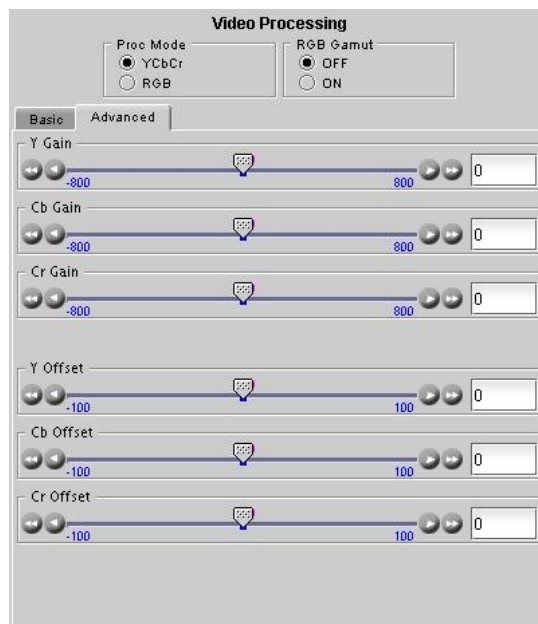 Video Processing
Proc Mode
YCbCr
RGB
RGB Gamut
OFF
ON
Basic
Advanced
Y Gain
-800
800
0
Cb Gain
-800
800
0
Cr Gain
-800
800
0
Y Offset
-100
100
0
Cb Offset
-100
100
0
Cr Offset
-100
100
0